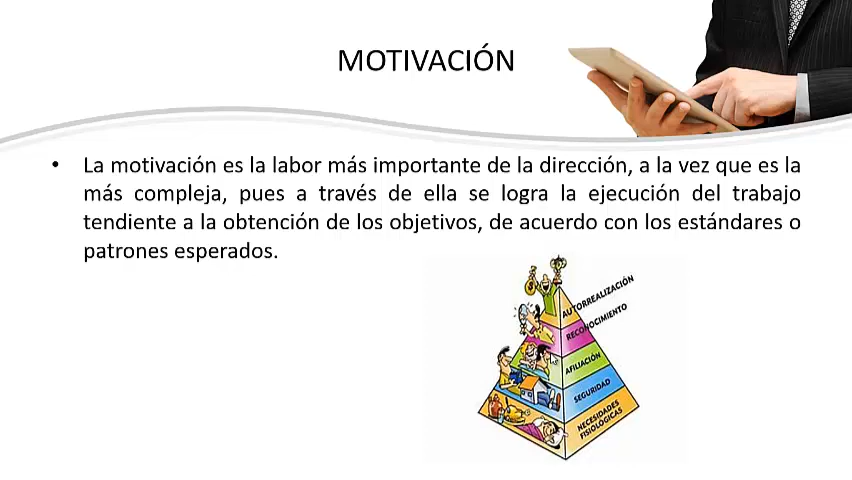 MOTIVACIÓN
• La motivación es la labor más importante de la dirección, a la vez que es la
más compleja, pues a través de ella se logra la ejecución del trabajo
tendiente a la obtención de los objetivos, de acuerdo con los estándares o
patrones esperados.
AUTORREALIZACIÓN
RECONOCIMIENTO
AFILIACIÓN
SEGURIDAD
NECESIDADES
FISIOLÓGICAS